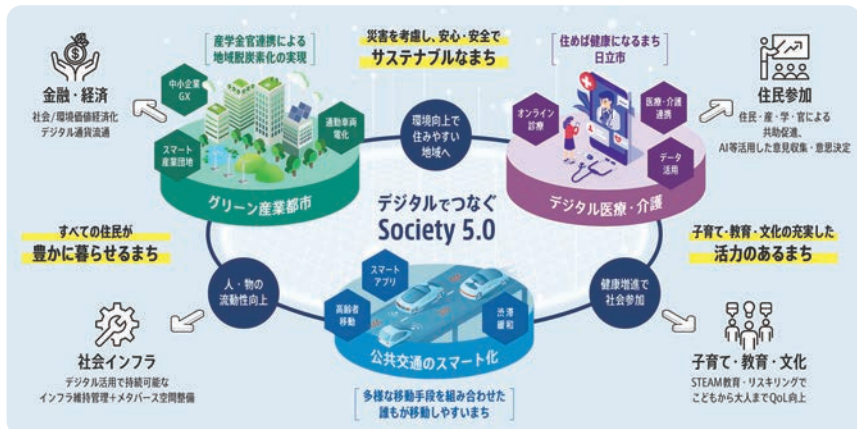 産学金官連携による
地域脱炭素化の実現
災害を考慮し、安心・安全で
サステナブルなまち
住めば健康になるまち
日立市
金融・経済
社会/環境価値経済化
デジタル通貨流通
中小企業
GX
スマート
産業団地
通勤車両
電化
グリーン産業都市
環境向上で
住みやすい
地域へ
オンライン
診療
医療・介護
連携
データ
活用
デジタル医療・介護
住民参加
住民・産・学・官による
共助促進、
AI等活用した意見収集・意思決定
デジタルでつなぐ
Society 5.0
すべての住民が
豊かに暮らせるまち
子育て・教育・文化の充実した
活力のあるまち
人・物の
流動性向上
スマート
アプリ
高齢者
移動
渋滞
緩和
公共交通のスマート化
健康増進で
社会参加
社会インフラ
デジタル活用で持続可能な
インフラ維持管理+メタバース空間整備
多様な移動手段を組み合わせた
誰もが移動しやすいまち
子育て・教育・文化
STEAM教育・リスキリングで
こどもから大人までQoL向上